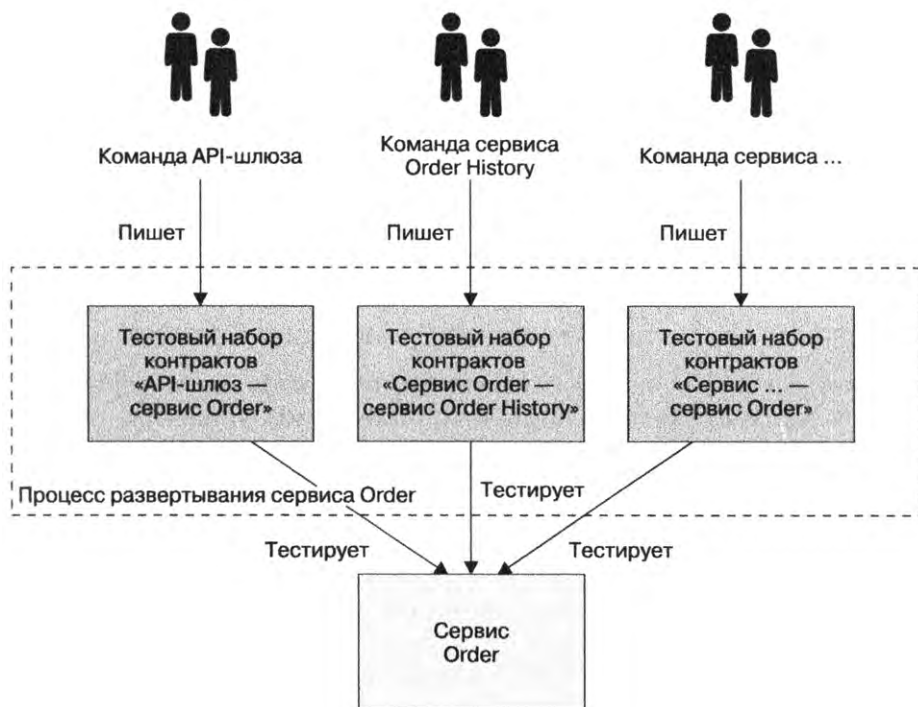 Команда API-шлюза
Команда сервиса
Order History
Команда сервиса ...
Пишет
Пишет
Пишет
Тестовый набор
контрактов
«API-шлюз —
сервис Order»
Тестовый набор
контрактов
«Сервис Order —
сервис Order History»
Тестовый набор
контрактов
«Сервис ... —
сервис Order»
Процесс развертывания сервиса Order
Тестирует
Тестирует
Тестирует
Сервис
Order